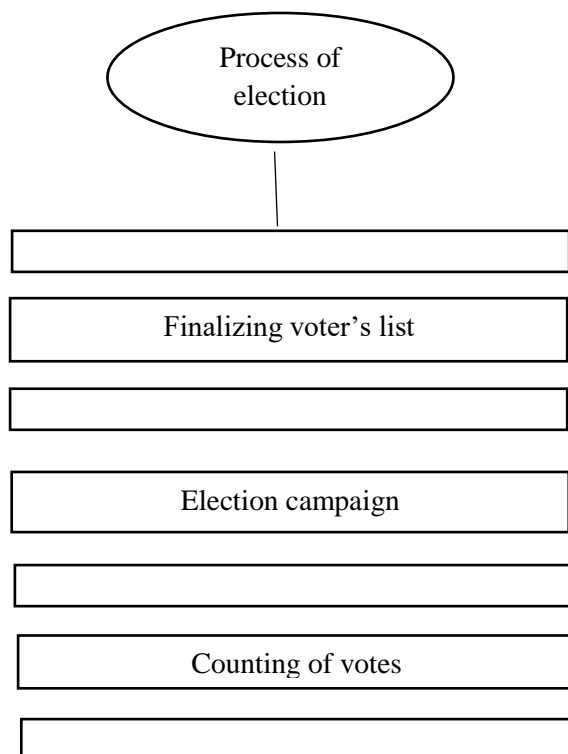 Process of
election
Finalizing voter’s list
Election campaign
Counting of votes